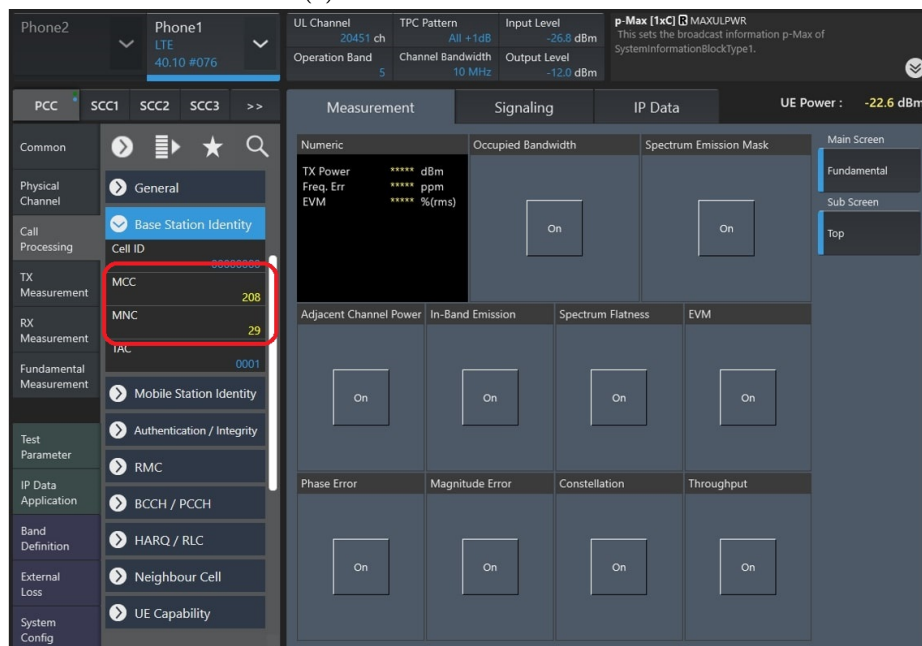 Phone2
Phone1
LTE
40.10 #076
UL Channel
20451 ch
TPC Pattern
All +1dB
Input Level
-26.8 dBm
Operation Band
5
Channel Bandwidth
10 MHz
Output Level
-12.0 dBm
p-Max [1xC] R MAXULPWR
This sets the broadcast information p-Max of
SystemInformationBlockType1.
PCC SCC1 SCC2 SCC3 >>
Measurement Signaling IP Data
UE Power : -22.6 dBm
Common
Physical
Channel
Call
Processing
TX
Measurement
RX
Measurement
Fundamental
Measurement
Test
Parameter
IP Data
Application
Band
Definition
External
Loss
System
Config
General
Base Station Identity
Cell ID
00000000
MCC
208
MNC
29
TAC
0001
Mobile Station Identity
Authentication / Integrity
RMC
BCCH / PCCH
HARQ / RLC
Neighbour Cell
UE Capability
Numeric
TX Power ***** dBm
Freq. Err ***** ppm
EVM ***** %(rms)
Occupied Bandwidth
On
Spectrum Emission Mask
On
Adjacent Channel Power
On
In-Band Emission
On
Spectrum Flatness
On
EVM
On
Phase Error
On
Magnitude Error
On
Constellation
On
Throughput
On
Main Screen
Fundamental
Sub Screen
Top